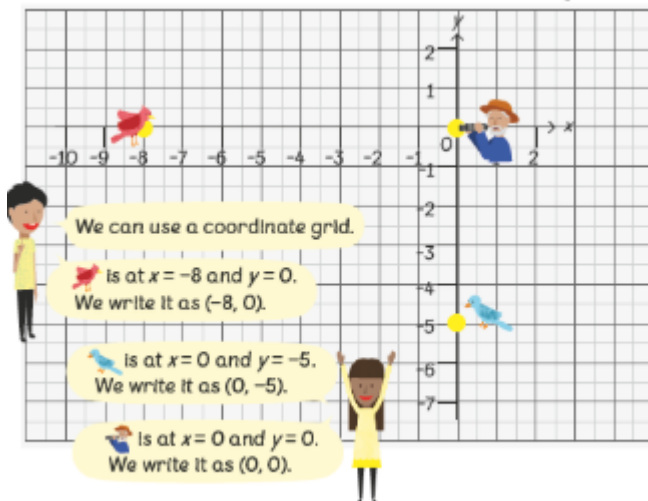 y
2
1
0
2
x
-10 -9 -8 -7 -6 -5 -4 -3 -2 -1
-1
-2
-3
-4
-5
-6
-7
We can use a coordinate grid.
is at x = −8 and y = 0.
We write it as (−8, 0).
is at x = 0 and y = −5.
We write it as (0, −5).
is at x = 0 and y = 0.
We write it as (0, 0).